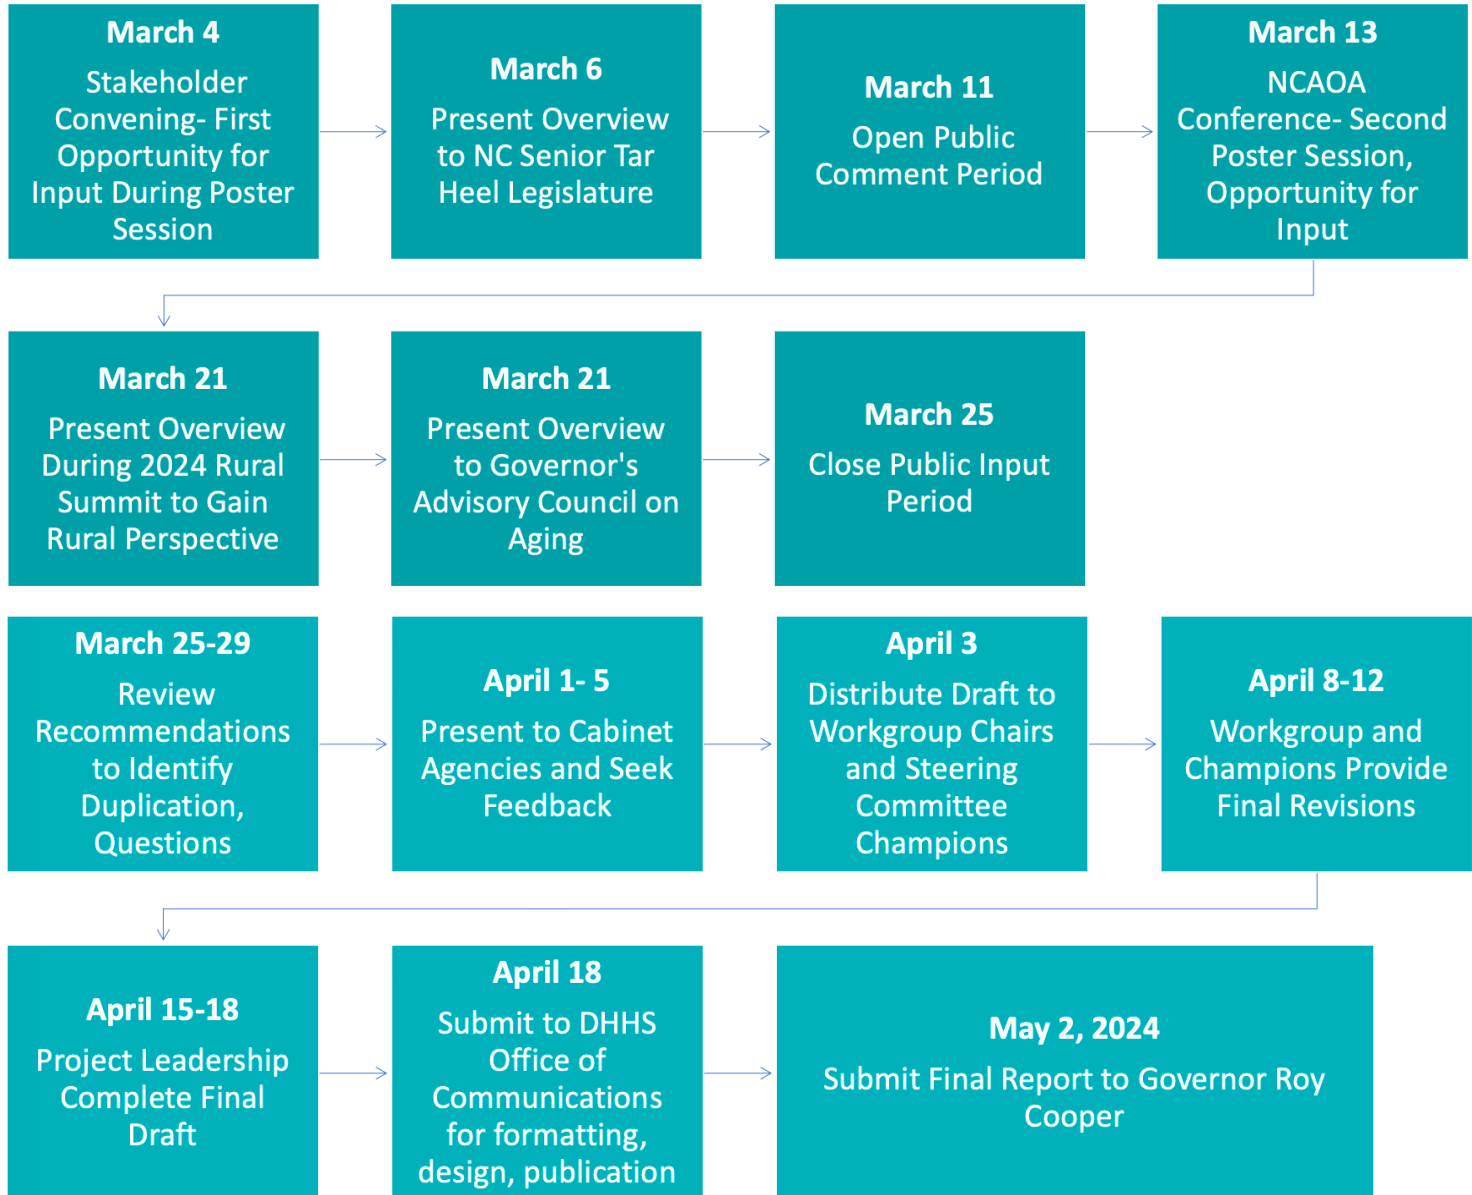 March 4
Stakeholder
Convening- First
Opportunity for
Input During Poster
Session
March 6
Present Overview
to NC Senior Tar
Heel Legislature
March 11
Open Public
Comment Period
March 13
NCAOA
Conference- Second
Poster Session,
Opportunity for
Input
March 21
Present Overview
During 2024 Rural
Summit to Gain
Rural Perspective
March 21
Present Overview
to Governor's
Advisory Council on
Aging
March 25
Close Public Input
Period
March 25-29
Review
Recommendations
to Identify
Duplication,
Questions
April 1- 5
Present to Cabinet
Agencies and Seek
Feedback
April 3
Distribute Draft to
Workgroup Chairs
and Steering
Committee
Champions
April 8-12
Workgroup and
Champions Provide
Final Revisions
April 15-18
Project Leadership
Complete Final
Draft
April 18
Submit to DHHS
Office of
Communications
for formatting,
design, publication
May 2, 2024
Submit Final Report to Governor Roy
Cooper